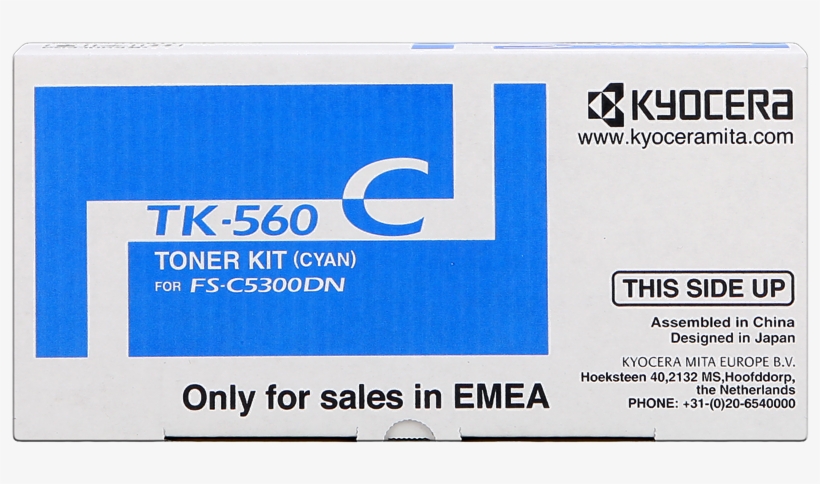 KYOCERA
www.kyoceramita.com
TK-560 C
TONER KIT (CYAN)
FOR FS-C5300DN
THIS SIDE UP
Assembled in China
Designed in Japan
KYOCERA MITA EUROPE B.V.
Hoeksteen 40,2132 MS,Hoofddorp,
the Netherlands
PHONE: +31-(0)20-6540000
Only for sales in EMEA